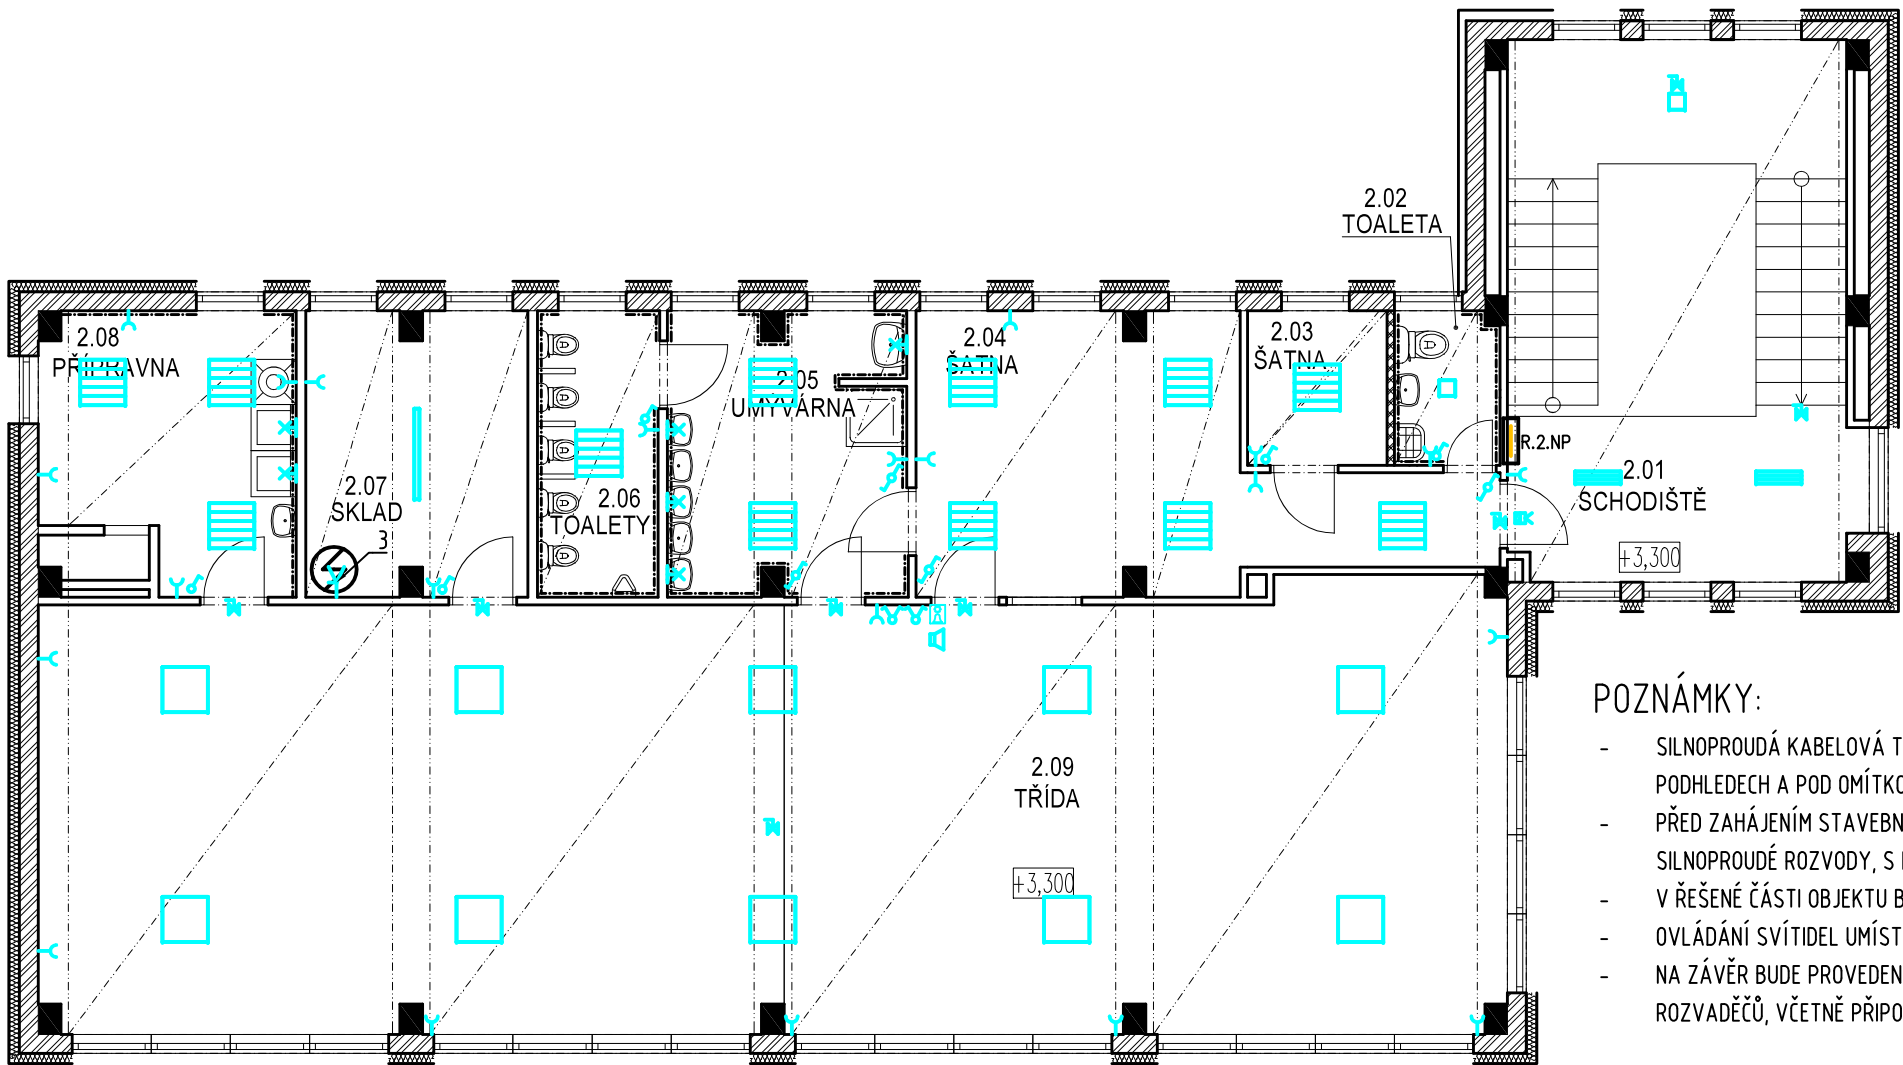 2.02
TOALETA
2.08
PŘÍPRAVNA
2.04
ŠATNA
2.03
ŠATNA
2.05
UMÝVÁRNA
R.2.NP
2.01
SCHODIŠTĚ
2.07
SKLAD
2.06
TOALETY
3
+3,300
POZNÁMKY:
- SILNOPROUDÁ KABELOVÁ T
PODHLEDECH A POD OMÍTKO
- PŘED ZAHÁJENÍM STAVEBN
SILNOPROUDÉ ROZVODY, S
- V ŘEŠENÉ ČÁSTI OBJEKTU B
- OVLÁDÁNÍ SVÍTIDEL UMÍST
- NA ZÁVĚR BUDE PROVEDEN
ROZVADĚČŮ, VČETNĚ PŘIPO
2.09
TŘÍDA
+3,300